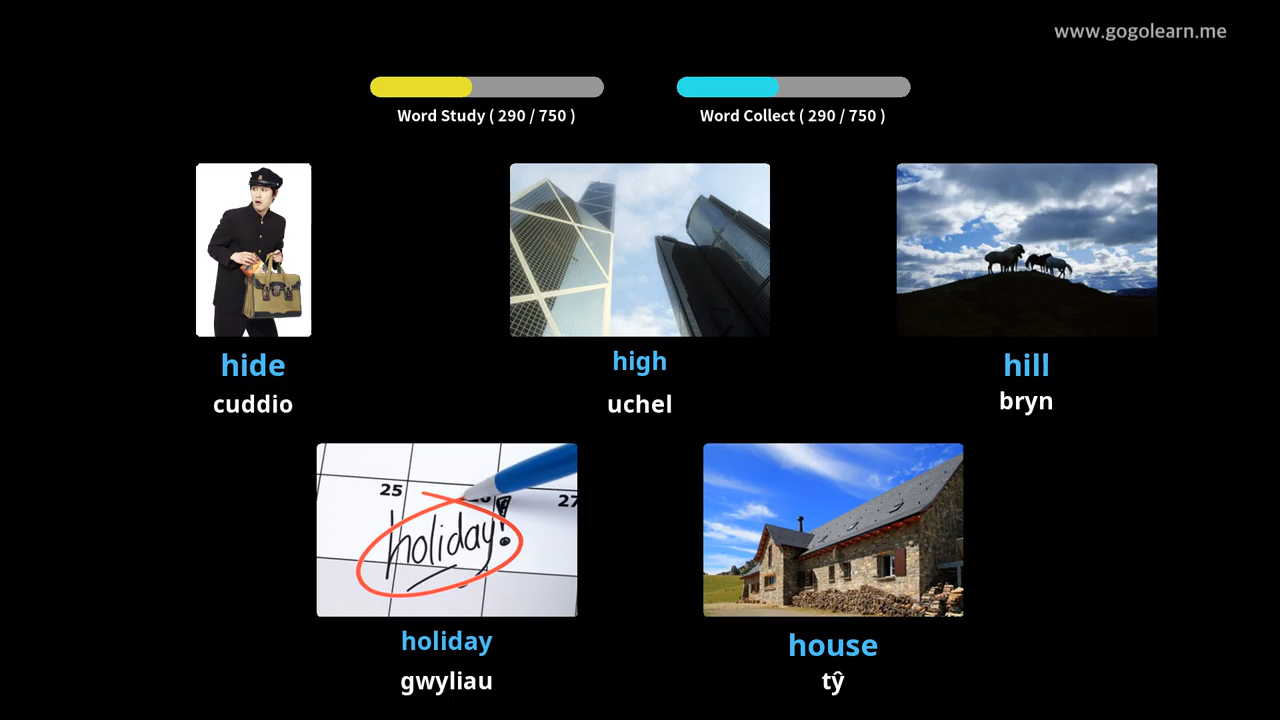 www.gogolearn.me
Word Study ( 290 / 750 )
Word Collect ( 290 / 750 )
hide
cuddio
high
uchel
hill
bryn
25
27
holiday!
holiday
gwyliau
house
tŷ